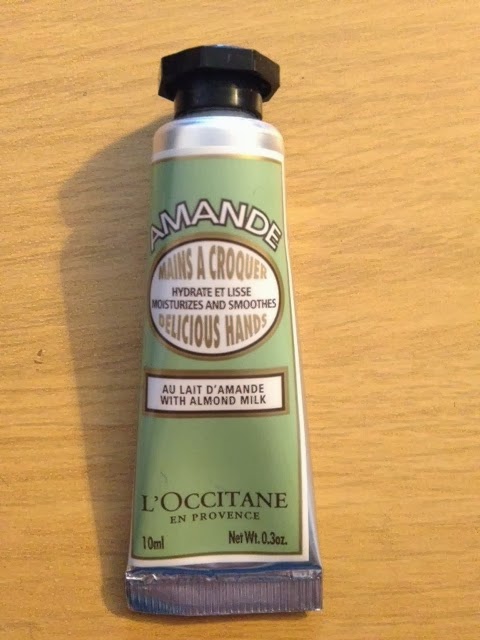 AMANDE
MAINS A CROQUER
HYDRATE ET LISSE
MOISTURIZES AND SMOOTHES
DELICIOUS HANDS
AU LAIT D'AMANDE
WITH ALMOND MILK
L'OCCITANE
EN PROVENCE
10ml Net Wt. 0.3oz.